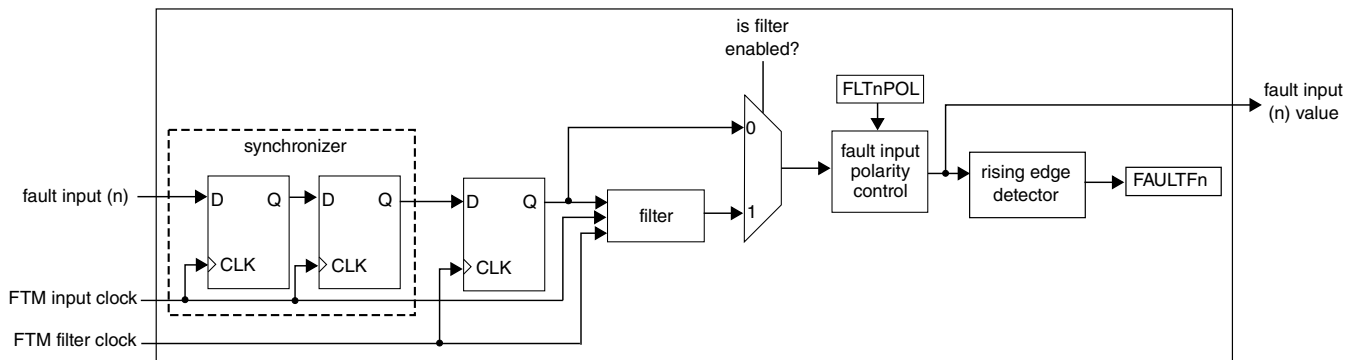 is filter
enabled?
FLTnPOL
fault input
(n) value
synchronizer
0
fault input
polarity
control
rising edge
detector
FAULTFn
fault input (n)
D Q D Q D Q
filter
1
CLK CLK CLK
FTM input clock
FTM filter clock